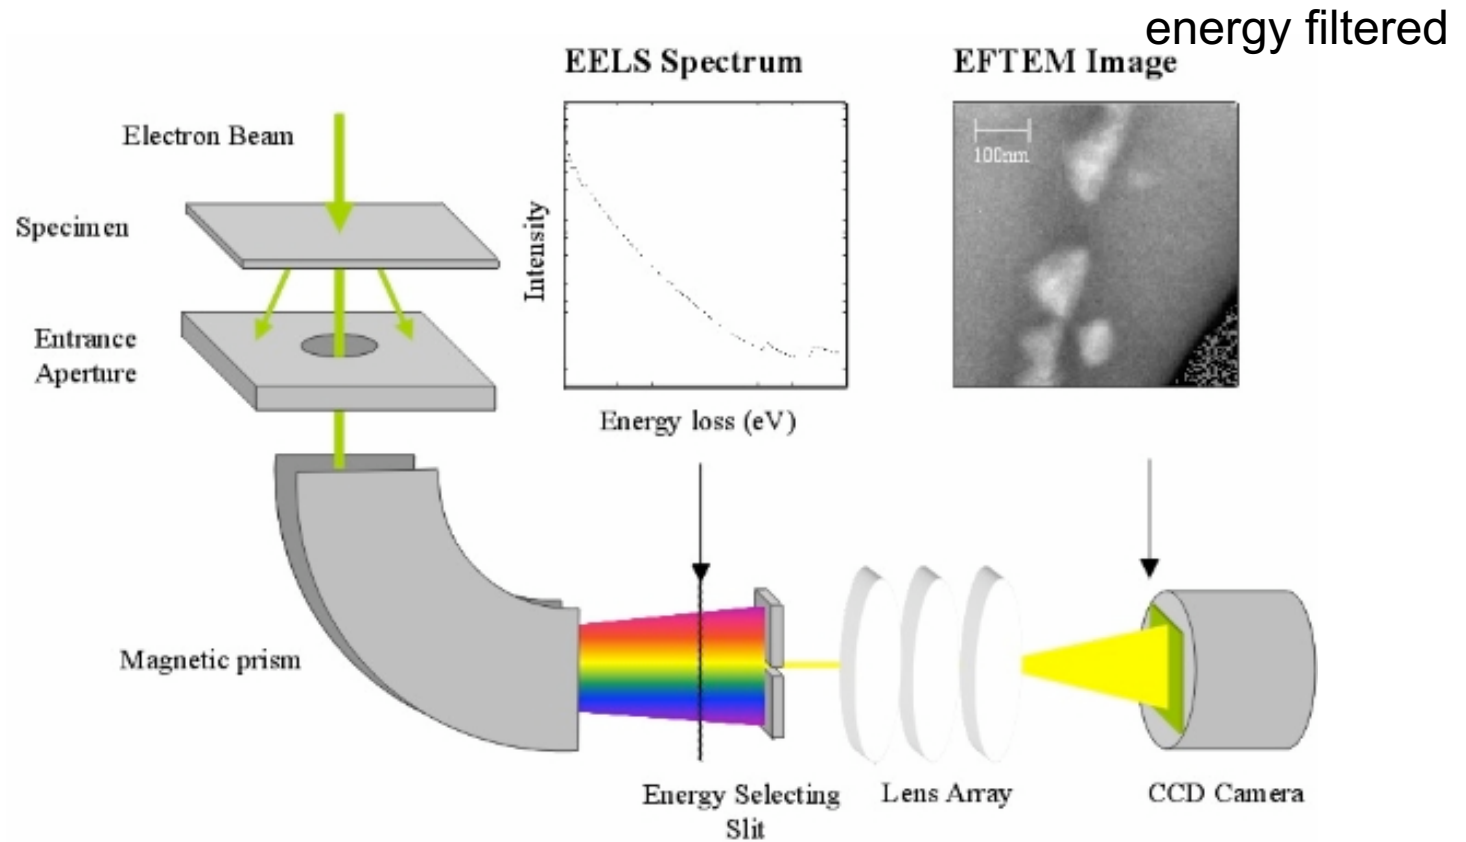 energy filtered
EELS Spectrum
EFTEM Image
Electron Beam
100nm
Specimen
Intensity
Entrance
Aperture
Energy loss (eV)
Magnetic prism
Energy Selecting
Slit
Lens Array
CCD Camera